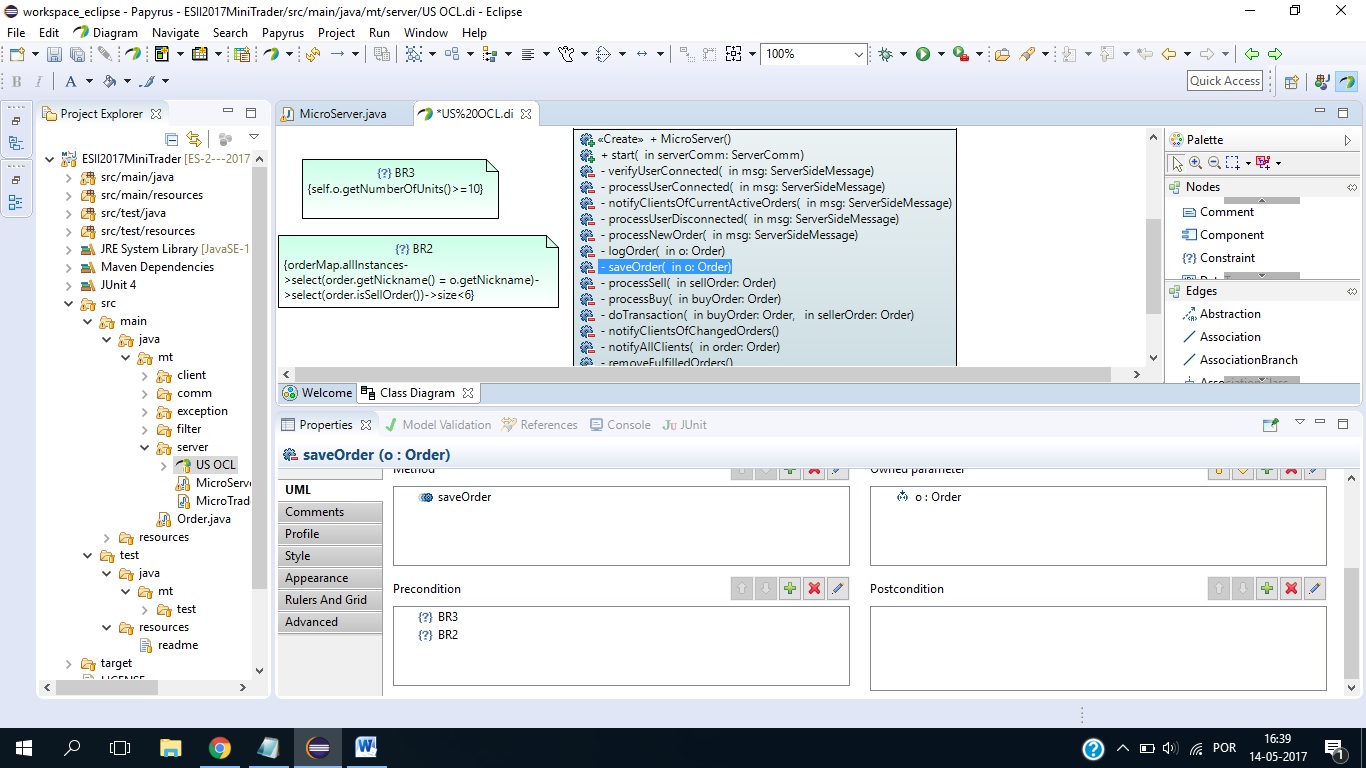 workspace_eclipse - Papyrus - ESII2017MiniTrader/src/main/java/mt/server/US OCL.di - Eclipse
File Edit Diagram Navigate Search Papyrus Project Run Window Help
100%
B I A
Quick Access
Project Explorer
ESII2017MiniTrader [ES-2---2017
src/main/java
src/main/resources
src/test/java
src/test/resources
JRE System Library [JavaSE-1
Maven Dependencies
JUnit 4
src
main
java
mt
client
comm
exception
filter
server
US OCL
MicroServe
MicroTrad
Order.java
resources
test
java
mt
test
resources
readme
target
MicroServer.java
*US%20OCL.di
{?} BR3
{self.o.getNumberOfUnits()>=10}
{?} BR2
{orderMap.allInstances-
>select(order.getNickname() = o.getNickname)-
>select(order.isSellOrder())->size<6}
«Create» + MicroServer()
+ start( in serverComm: ServerComm)
- verifyUserConnected( in msg: ServerSideMessage)
- processUserConnected( in msg: ServerSideMessage)
- notifyClientsOfCurrentActiveOrders( in msg: ServerSideMessage)
- processUserDisconnected( in msg: ServerSideMessage)
- processNewOrder( in msg: ServerSideMessage)
- logOrder( in o: Order)
- saveOrder( in o: Order)
- processSell( in sellOrder: Order)
- processBuy( in buyOrder: Order)
- doTransaction( in buyOrder: Order, in sellerOrder: Order)
- notifyClientsOfChangedOrders()
- notifyAllClients( in order: Order)
- removeFulfilledOrders()
Welcome
Class Diagram
Palette
Nodes
Comment
Component
{?} Constraint
Edges
Abstraction
Association
AssociationBranch
Properties
Model Validation
References
Console
JUnit
saveOrder (o : Order)
UML
Comments
Profile
Style
Appearance
Rulers And Grid
Advanced
Method
saveOrder
Owned parameter
o : Order
Precondition
{?} BR3
{?} BR2
Postcondition
POR
16:39
14-05-2017
1